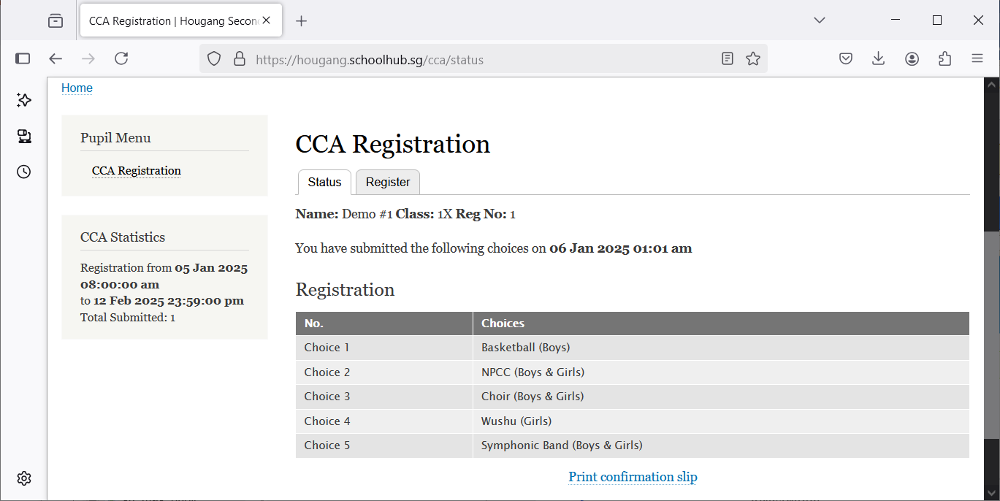 CCA Registration | Hougang Secon
https://hougang.schoolhub.sg/cca/status
Home
Pupil Menu
CCA Registration
CCA Statistics
Registration from 05 Jan 2025
08:00:00 am
to 12 Feb 2025 23:59:00 pm
Total Submitted: 1
CCA Registration
Status Register
Name: Demo #1 Class: 1X Reg No: 1
You have submitted the following choices on 06 Jan 2025 01:01 am
Registration
No. Choices
Choice 1 Basketball (Boys)
Choice 2 NPCC (Boys & Girls)
Choice 3 Choir (Boys & Girls)
Choice 4 Wushu (Girls)
Choice 5 Symphonic Band (Boys & Girls)
Print confirmation slip